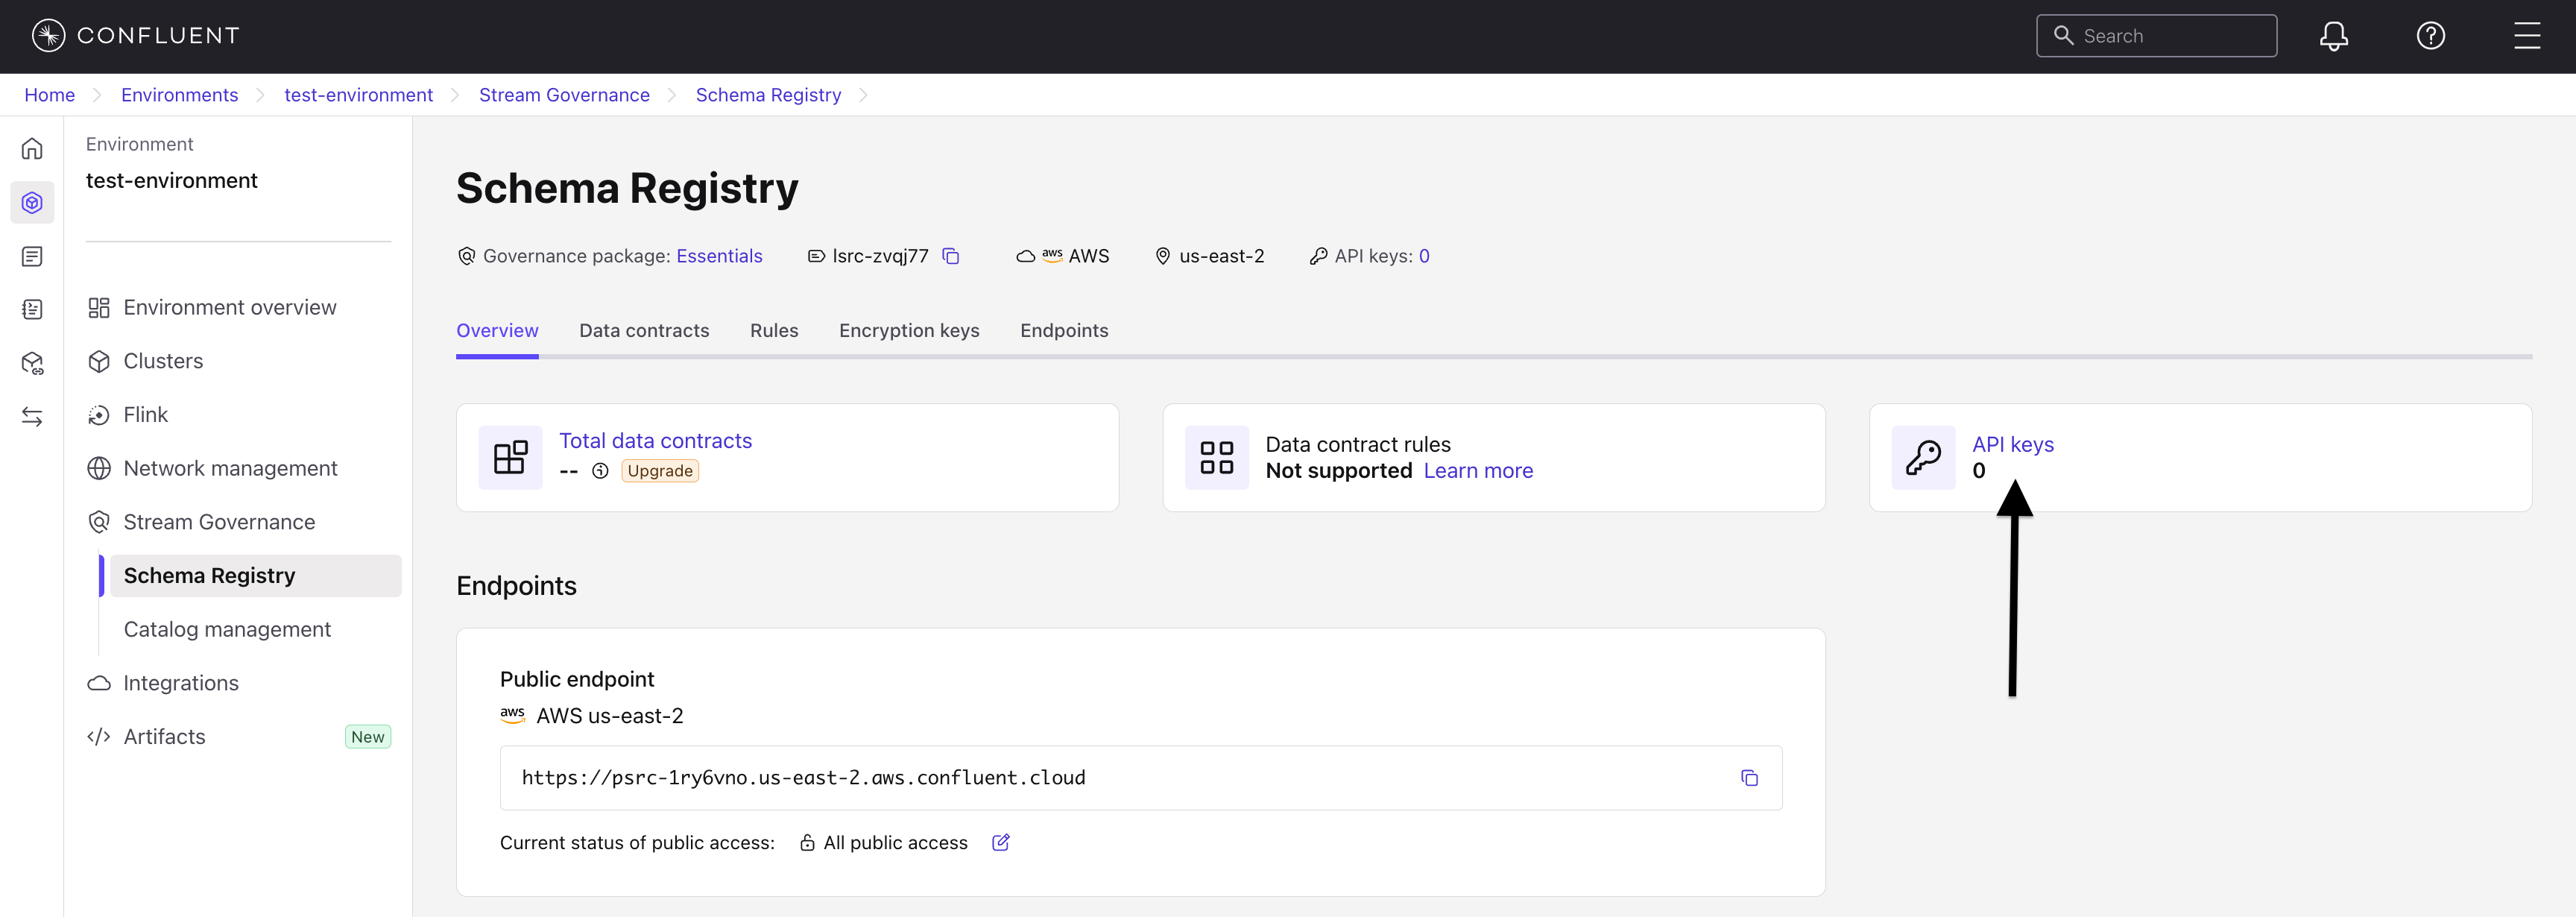 CONFLUENT
Search
Home
Environments
test-environment
Stream Governance
Schema Registry
Environment
test-environment
Environment overview
Clusters
Flink
Network management
Stream Governance
Schema Registry
Catalog management
Integrations
Artifacts
New
Schema Registry
Governance package: Essentials
lsrc-zvqj77
aws AWS
us-east-2
API keys: 0
Overview
Data contracts
Rules
Encryption keys
Endpoints
Total data contracts
-- Upgrade
Data contract rules
Not supported Learn more
API keys
0
Endpoints
Public endpoint
aws AWS us-east-2
https://psrc-1ry6vno.us-east-2.aws.confluent.cloud
Current status of public access: All public access